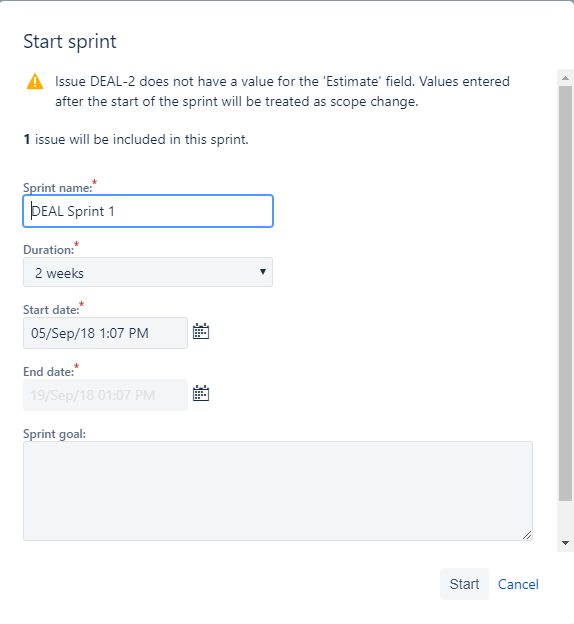 Start sprint
Issue DEAL-2 does not have a value for the 'Estimate' field. Values entered
after the start of the sprint will be treated as scope change.
1 issue will be included in this sprint.
Sprint name:*
DEAL Sprint 1
Duration:*
2 weeks
Start date:*
05/Sep/18 1:07 PM
End date:*
19/Sep/18 01:07 PM
Sprint goal:
Start Cancel